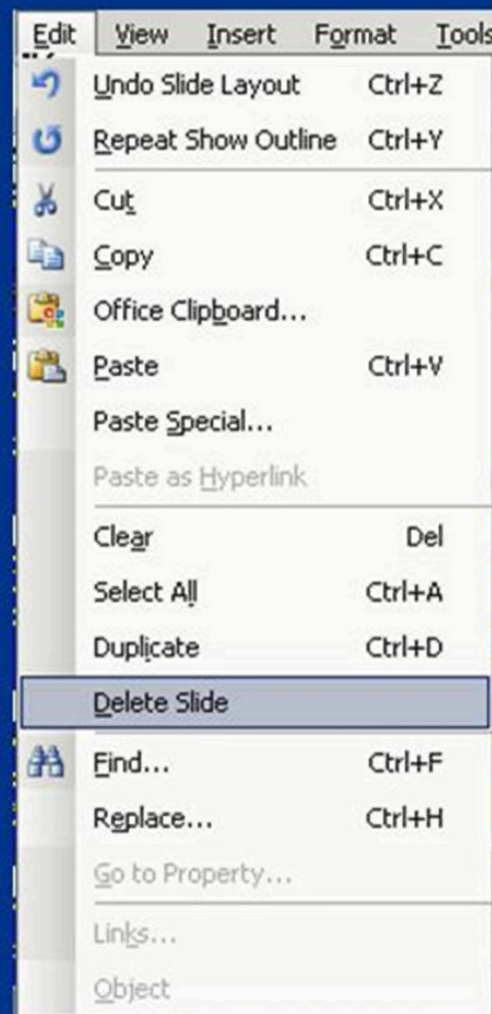 Edit View Insert Format Tools
Undo Slide Layout Ctrl+Z
Repeat Show Outline Ctrl+Y
Cut Ctrl+X
Copy Ctrl+C
Office Clipboard...
Paste Ctrl+V
Paste Special...
Paste as Hyperlink
Clear Del
Select All Ctrl+A
Duplicate Ctrl+D
Delete Slide
Find... Ctrl+F
Replace... Ctrl+H
Go to Property...
Links...
Object